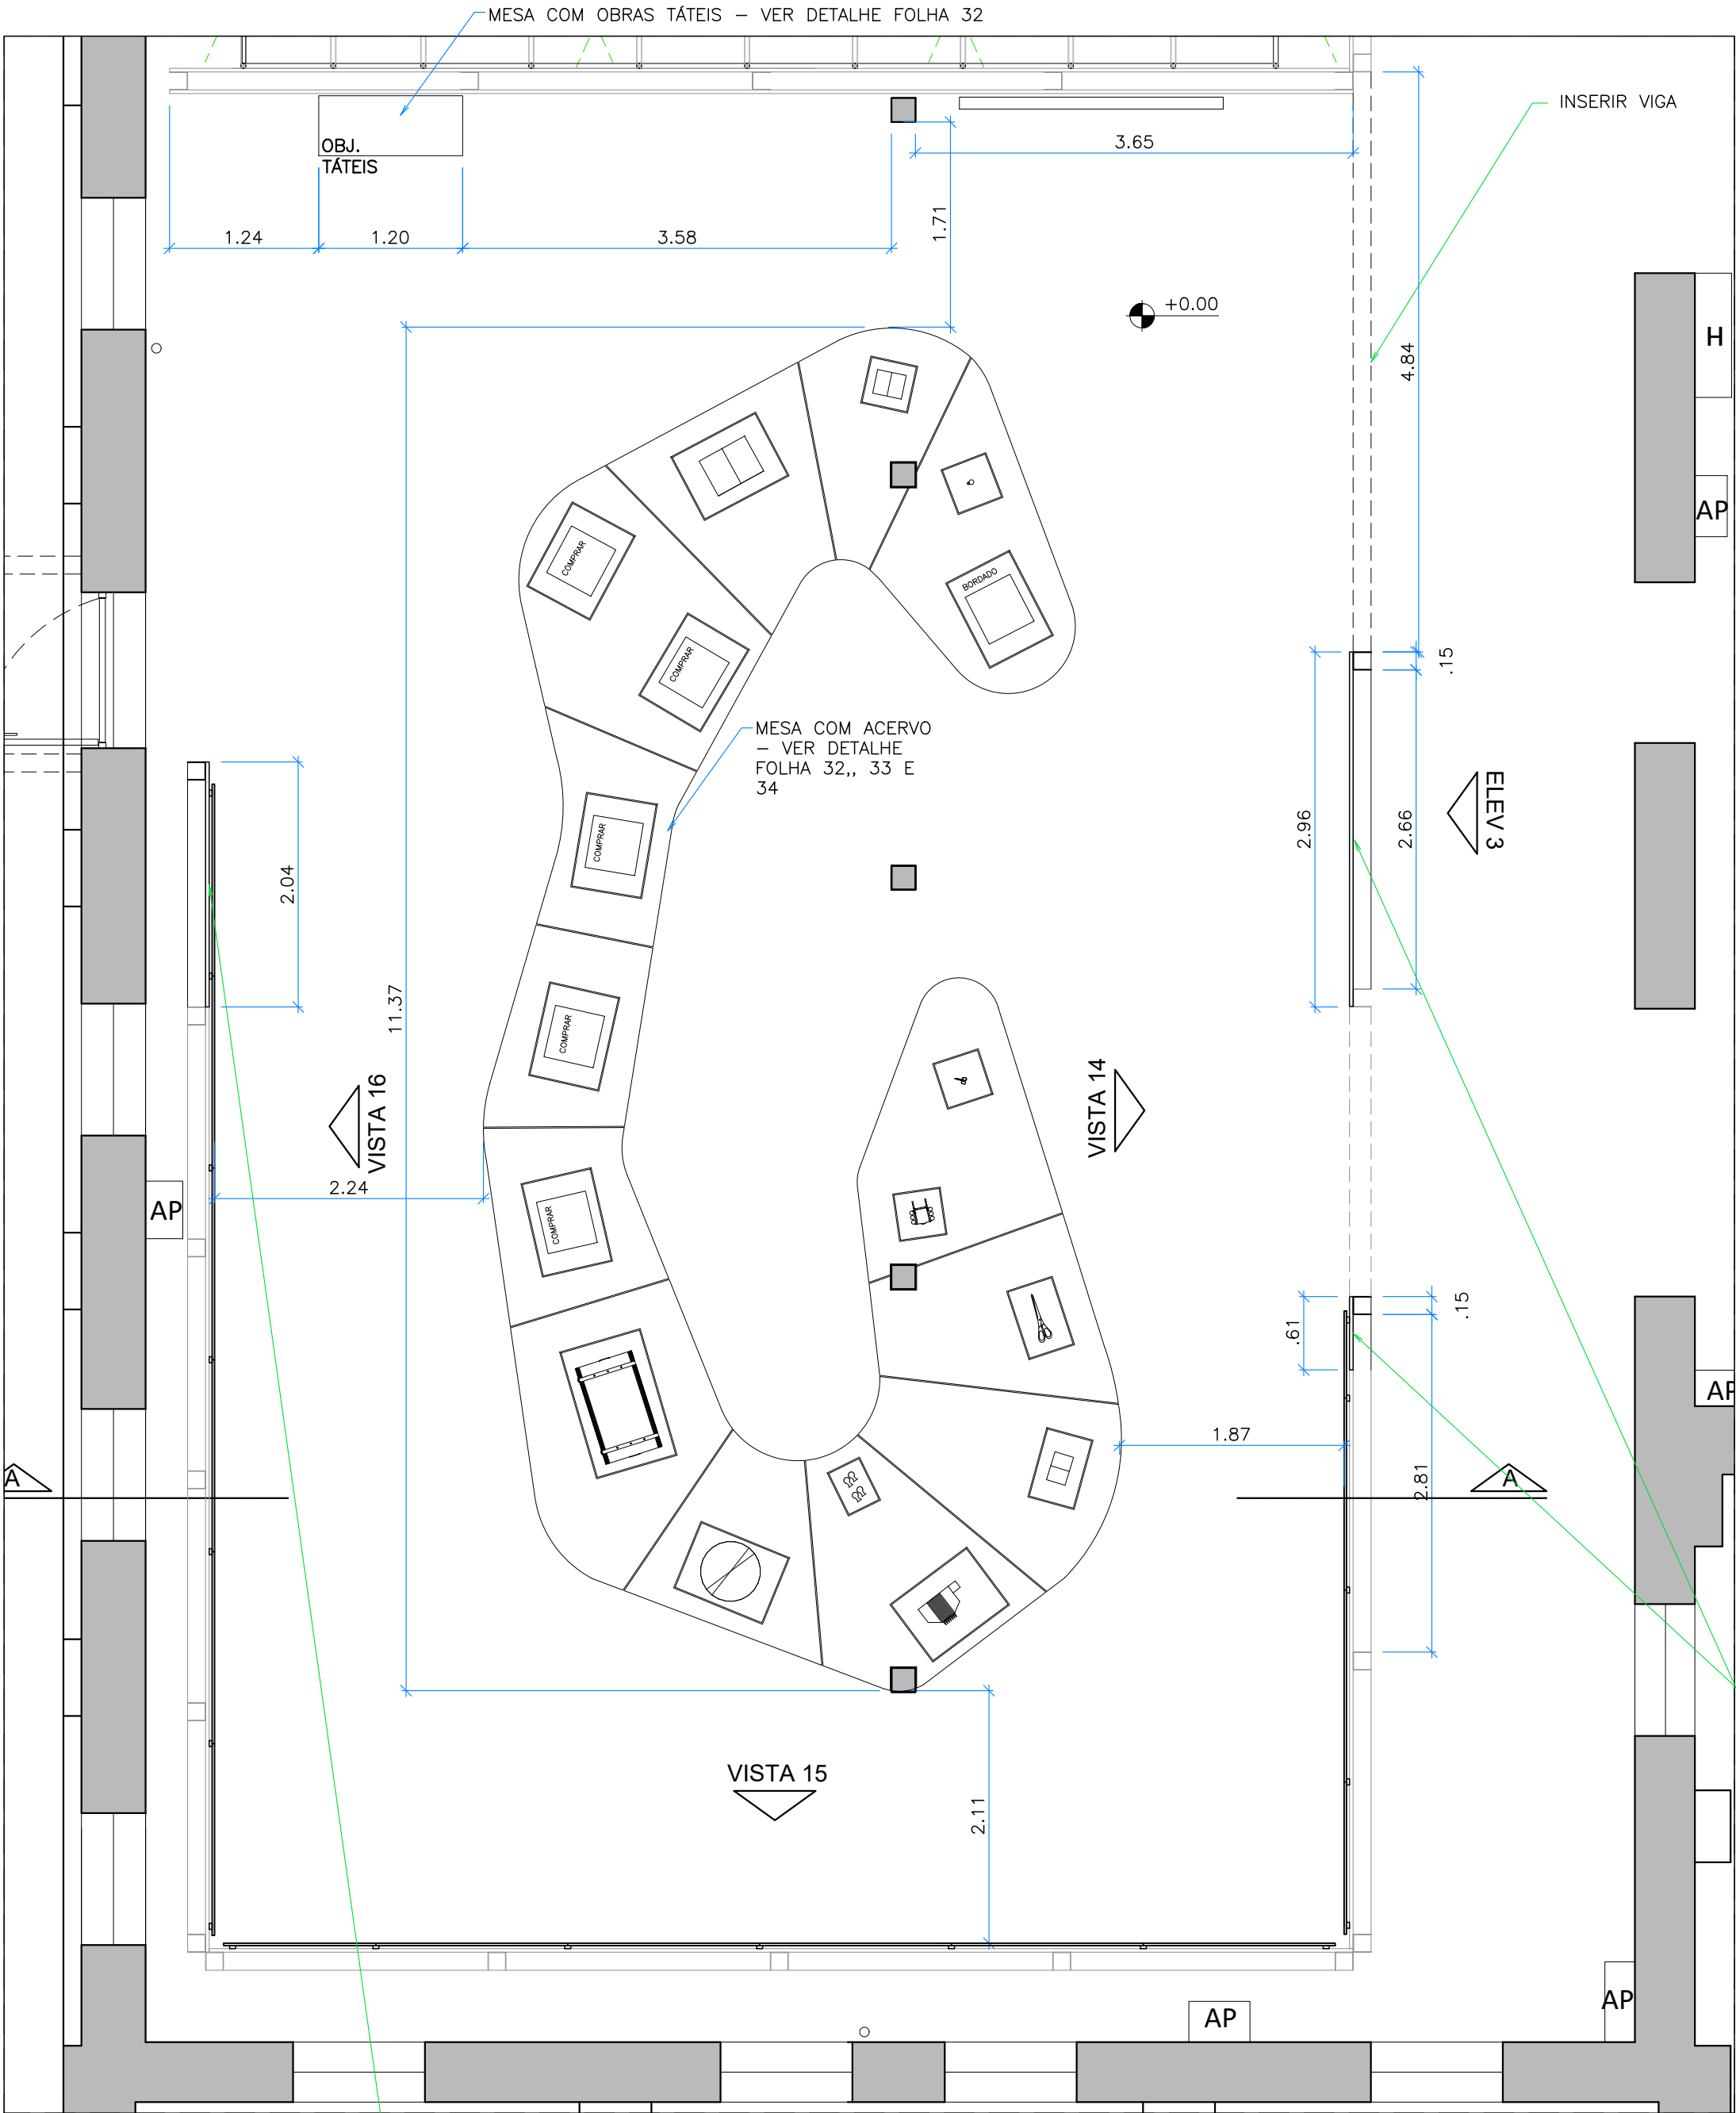 MESA COM OBRAS TÁTEIS – VER DETALHE FOLHA 32
INSERIR VIGA
OBJ.
TÁTEIS
3.65
1.24
1.20
3.58
1.71
+0.00
4.84
H
AP
COMPRAR
BORDADO
COMPRAR
.15
MESA COM ACERVO
– VER DETALHE
FOLHA 32,, 33 E
34
ELEV 3
2.96
2.66
COMPRAR
2.04
11.37
COMPRAR
VISTA 16
VISTA 14
2.24
AP
COMPRAR
.15
.61
AP
1.87
2.81
A
A
VISTA 15
2.11
AP
AP